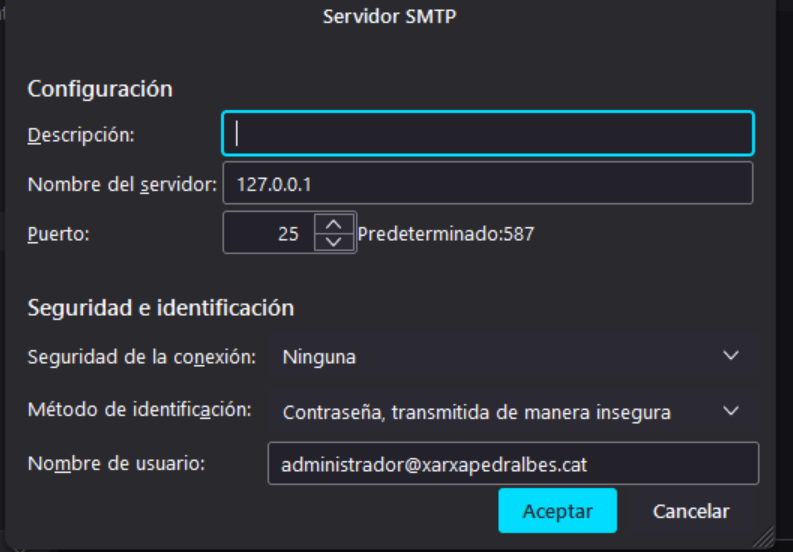 Servidor SMTP
Configuración
Descripción:
Nombre del servidor: 127.0.0.1
Puerto: 25 Predeterminado:587
Seguridad e identificación
Seguridad de la conexión: Ninguna
Método de identificación: Contraseña, transmitida de manera insegura
Nombre de usuario: administrador@xarxapedralbes.cat
Aceptar Cancelar